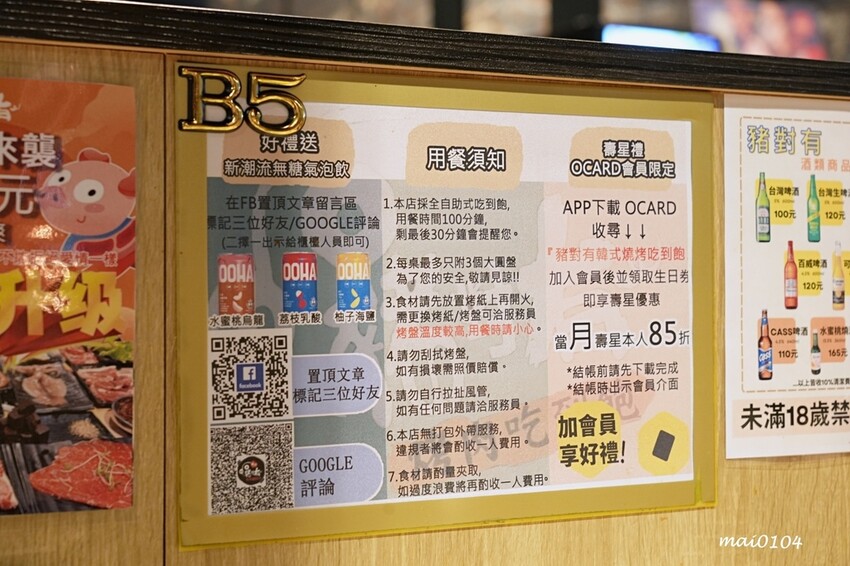 來襲
元
升級
B5
好禮送
新潮流無糖氣泡飲
在FB置頂文章留言區
標記三位好友/GOOGLE評論
(二擇一出示給櫃檯人員即可)
OOHA
OOHA
OOHA
水蜜桃烏龍
荔枝乳酸
柚子海鹽
facebook
置頂文章
標記三位好友
GOOGLE
評論
用餐須知
1.本店採全自助式吃到飽,
用餐時間100分鐘,
剩最後30分鐘會提醒您。
2.每桌最多只附3個大圓盤
為了您的安全,敬請見諒!!
3.食材請先放置烤紙上再開火,
需更換烤紙/烤盤可洽服務員
烤盤溫度較高,用餐時請小心。
4.請勿刮拭烤盤,
如有損壞需照價賠償。
5.請勿自行拉扯風管,
如有任何問題請洽服務員。
6.本店無打包外帶服務,
違規者將會酌收一人費用。
7.食材請酌量夾取,
如過度浪費將再酌收一人費用。
壽星禮
OCARD會員限定
APP下載 OCARD
收尋↓↓
『豬對有韓式燒烤吃到飽
加入會員後並領取生日券
即享壽星優惠
當月壽星本人85折
*結帳前請先下載完成
*結帳時出示會員介面
加會員
享好禮!
豬對有
酒類商品
台灣啤酒
100元
台灣生啤酒
120元
百威啤酒
120元
CASS啤酒
110元
水蜜桃燒
165元
...以上皆收10%清潔費
未滿18歲禁
mai0104